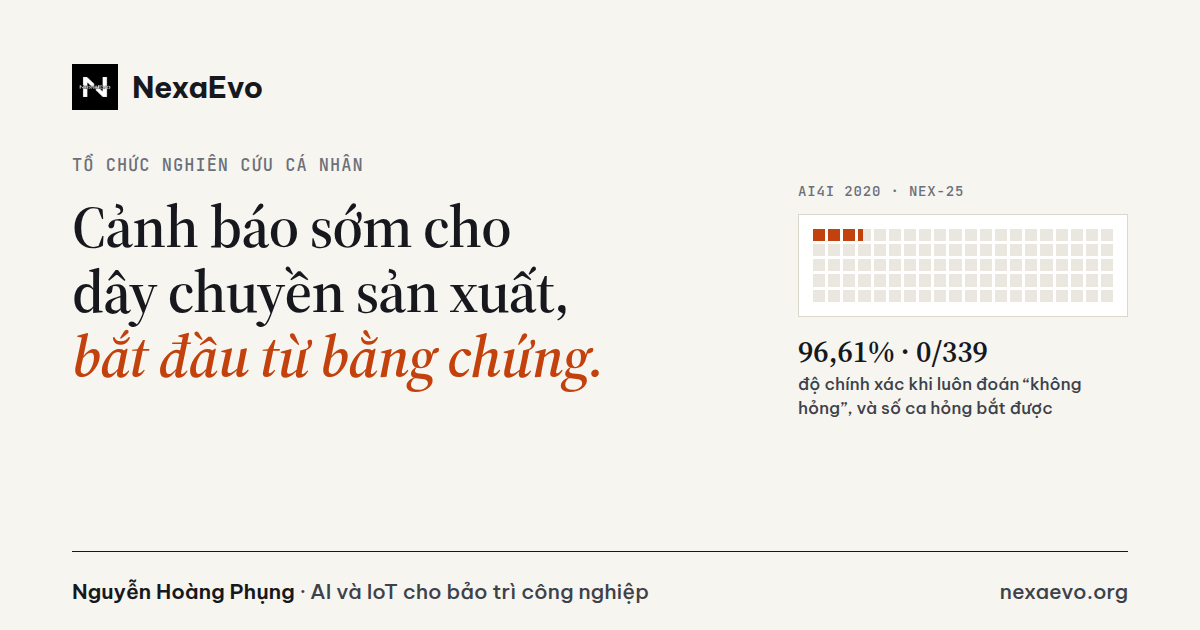 NexaEvo
TỔ CHỨC NGHIÊN CỨU CÁ NHÂN
Cảnh báo sớm cho
dây chuyền sản xuất,
bắt đầu từ bằng chứng.
AI4I 2020 · NEX-25
96,61% · 0/339
độ chính xác khi luôn đoán “không
hỏng”, và số ca hỏng bắt được
Nguyễn Hoàng Phụng · AI và IoT cho bảo trì công nghiệp
nexaevo.org